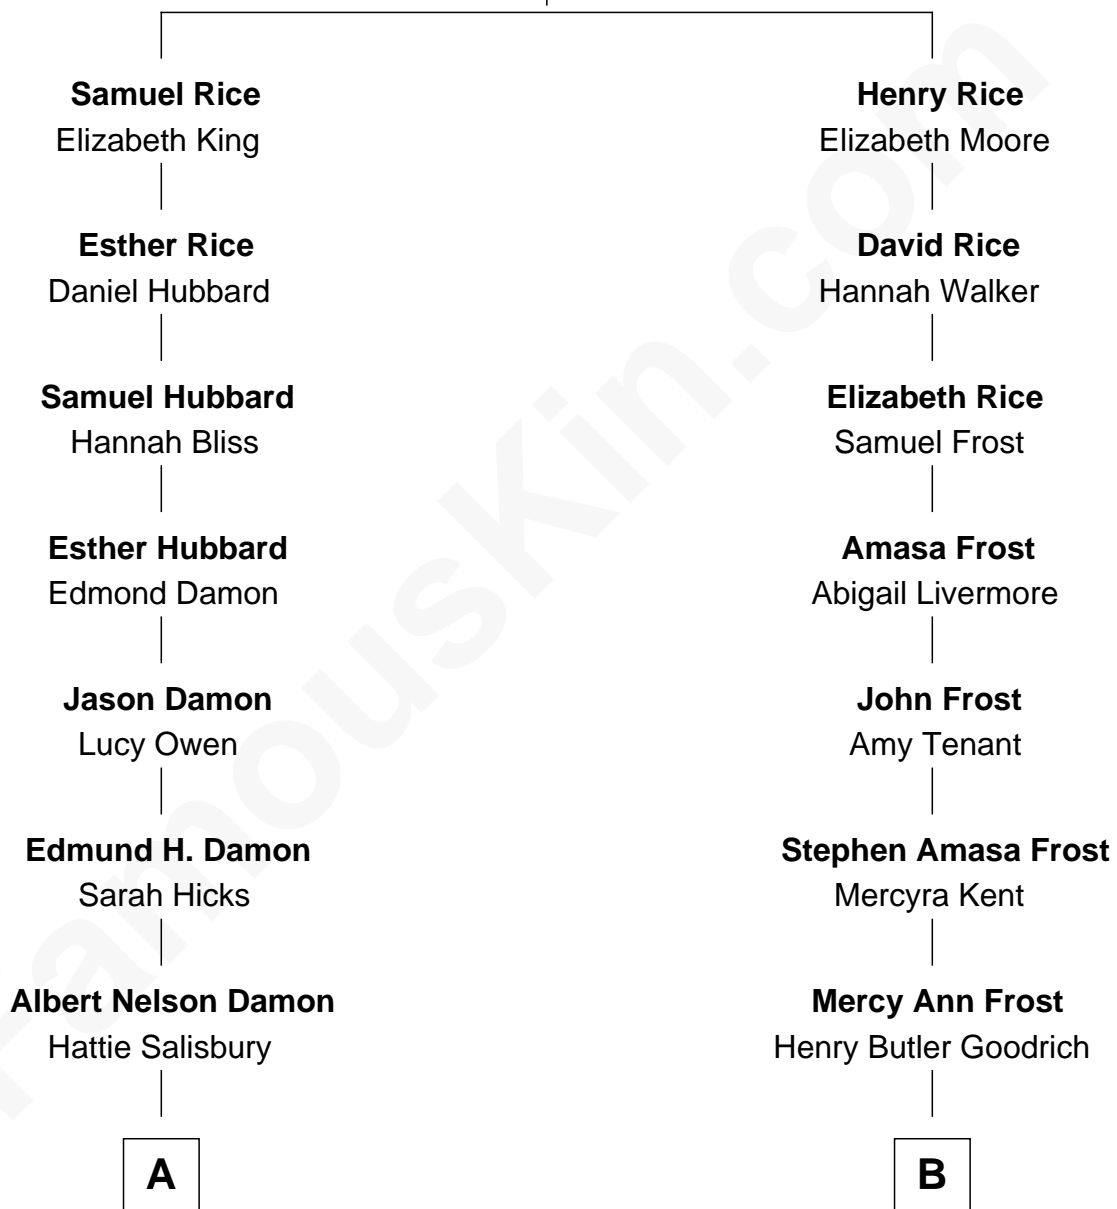 Samuel Rice
Elizabeth King
Esther Rice
Daniel Hubbard
Samuel Hubbard
Hannah Bliss
Esther Hubbard
Edmond Damon
Jason Damon
Lucy Owen
Edmund H. Damon
Sarah Hicks
Albert Nelson Damon
Hattie Salisbury
A
Henry Rice
Elizabeth Moore
David Rice
Hannah Walker
Elizabeth Rice
Samuel Frost
Amasa Frost
Abigail Livermore
John Frost
Amy Tenant
Stephen Amasa Frost
Mercyra Kent
Mercy Ann Frost
Henry Butler Goodrich
B
FamousKin.com